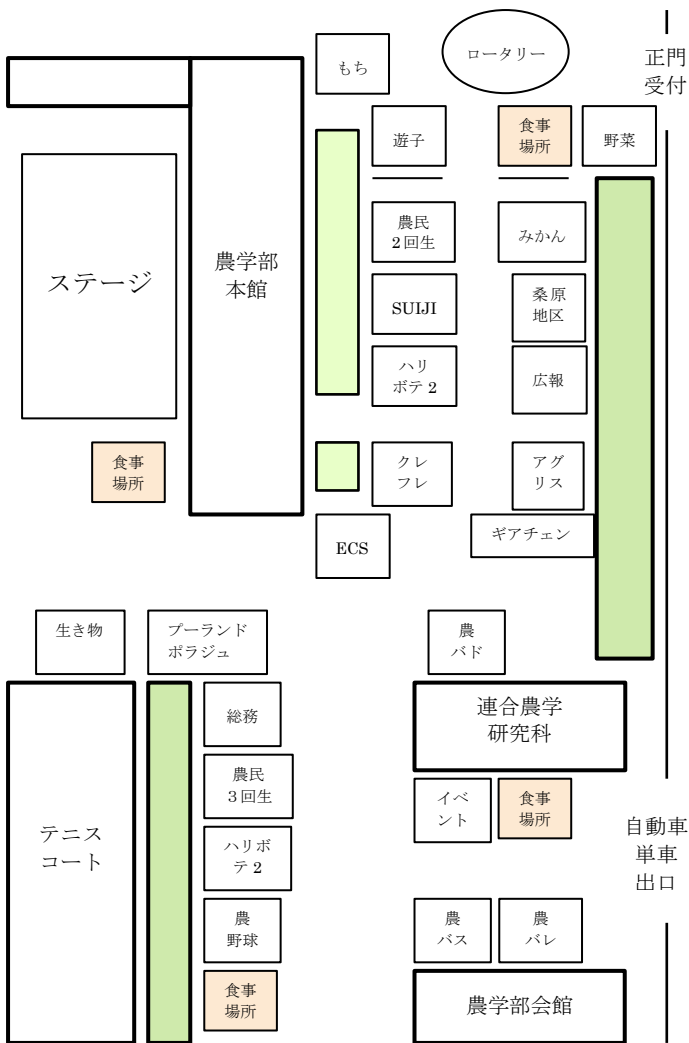 ロータリー
もち
正門
受付
遊子
食事
場所
野菜
農民
2回生
みかん
ステージ
農学部
本館
SUIJI
桑原
地区
ハリ
ボテ 2
広報
食事
場所
クレ
フレ
アグ
リス
ECS
ギアチェン
生き物
プーランド
ポラジュ
農
バド
総務
連合農学
研究科
農民
３回生
イベ
ント
食事
場所
テニス
コート
ハリボ
テ 2
自動車
単車
出口
農
野球
農
バス
農
バレ
食事
場所
農学部会館